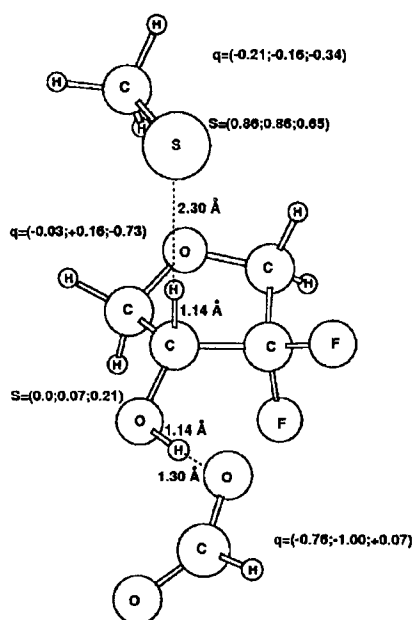 H
H
C
q=(-0.21;-0.16;-0.34)
H
S=(0.86;0.86;0.65)
S
2.30 Å
q=(-0.03;+0.16;-0.73)
H
O
C
H
H
H
1.14 Å
C
H
C
C
F
S=(0.0;0.07;0.21)
O
F
1.14 Å
H
1.30 Å
O
q=(-0.76;-1.00;+0.07)
C
H
O